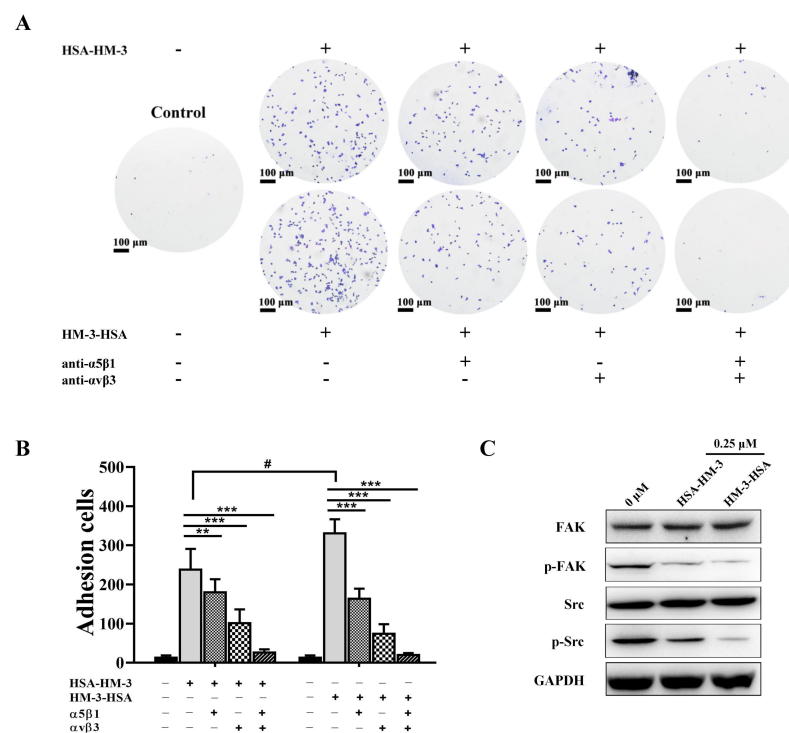 A
HSA-HM-3 - + + + +
Control
100 μm 100 μm 100 μm 100 μm
100 μm
100 μm 100 μm 100 μm 100 μm
HM-3-HSA - + + + +
anti-α5β1 - - + - +
anti-αvβ3 - - - + +
B
Adhesion cells
500
400
300
200
100
0
#
***
***
**
***
***
***
HSA-HM-3 − + + + + − − − − −
HM-3-HSA − − − − − − + + + +
α5β1 − − + − + − − + − +
αvβ3 − − − + + − − − + +
C
0.25 μM
0 μM HSA-HM-3 HM-3-HSA
FAK
p-FAK
Src
p-Src
GAPDH